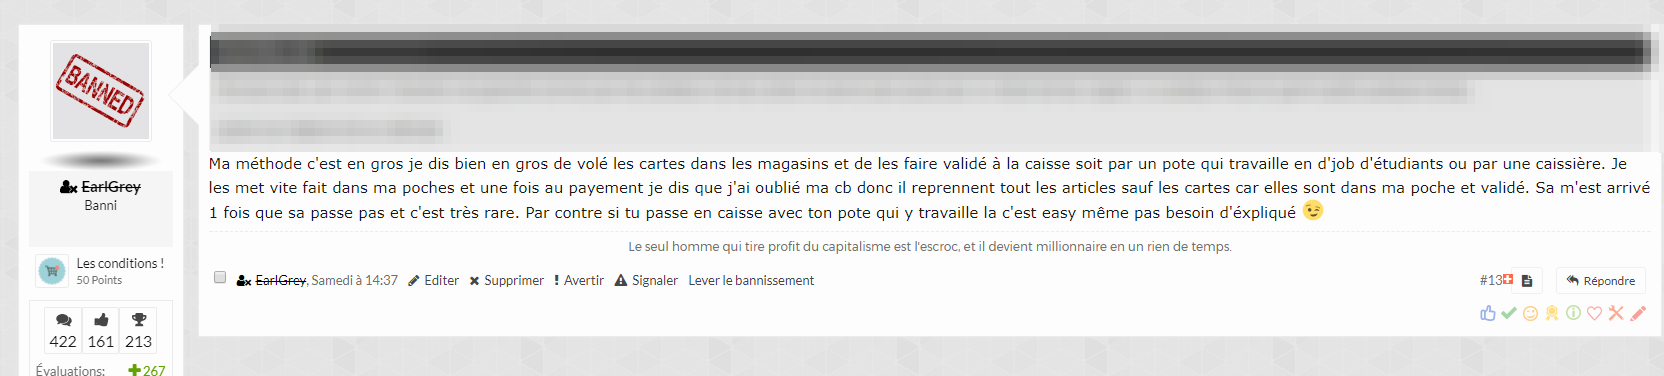 BANNED
EarlGrey
Banni
Les conditions !
50 Points
422 161 213
Évaluations: 267
Ma méthode c'est en gros je dis bien en gros de volé les cartes dans les magasins et de les faire validé à la caisse soit par un pote qui travaille en d'job d'étudiants ou par une caissière. Je
les met vite fait dans ma poches et une fois au payement je dis que j'ai oublié ma cb donc il reprennent tout les articles sauf les cartes car elles sont dans ma poche et validé. Sa m'est arrivé
1 fois que sa passe pas et c'est très rare. Par contre si tu passe en caisse avec ton pote qui y travaille la c'est easy même pas besoin d'éxpliqué 😉
Le seul homme qui tire profit du capitalisme est l'escroc, et il devient millionnaire en un rien de temps.
EarlGrey, Samedi à 14:37 Editer Supprimer Avertir Signaler Lever le bannissement #13 Répondre